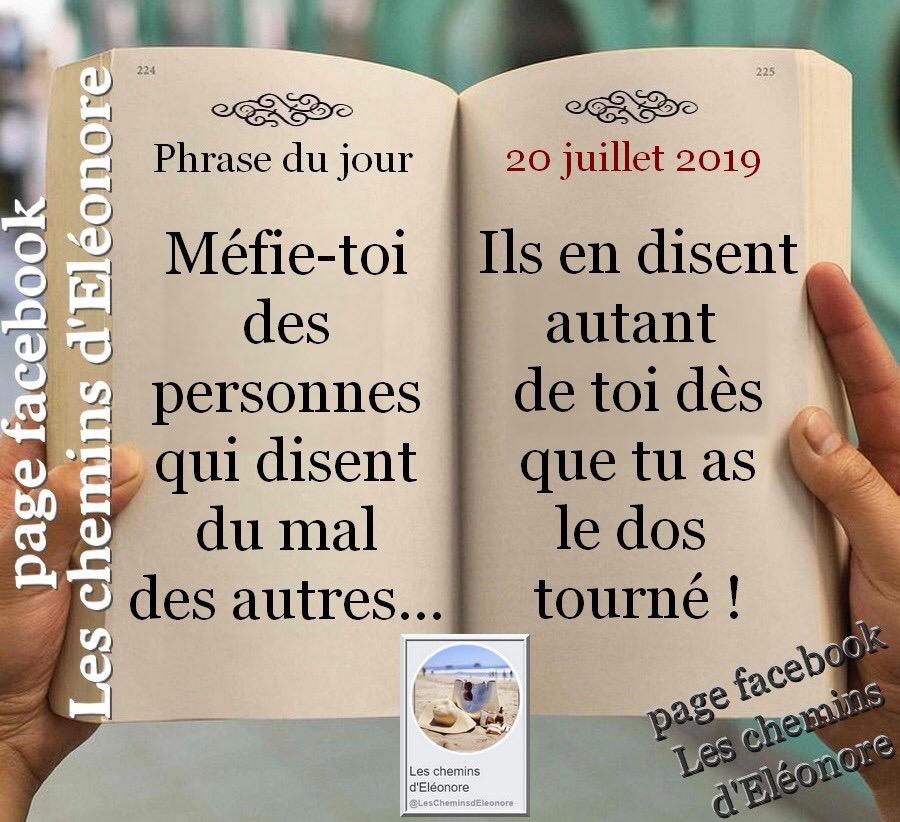 224
Phrase du jour
Méfie-toi
des
personnes
qui disent
du mal
des autres...
225
20 juillet 2019
Ils en disent
autant
de toi dès
que tu as
le dos
tourné !
page facebook
Les chemins d'Eléonore
Les chemins
d'Eléonore
@LesCheminsdEleonore
page facebook
Les chemins
d'Eléonore